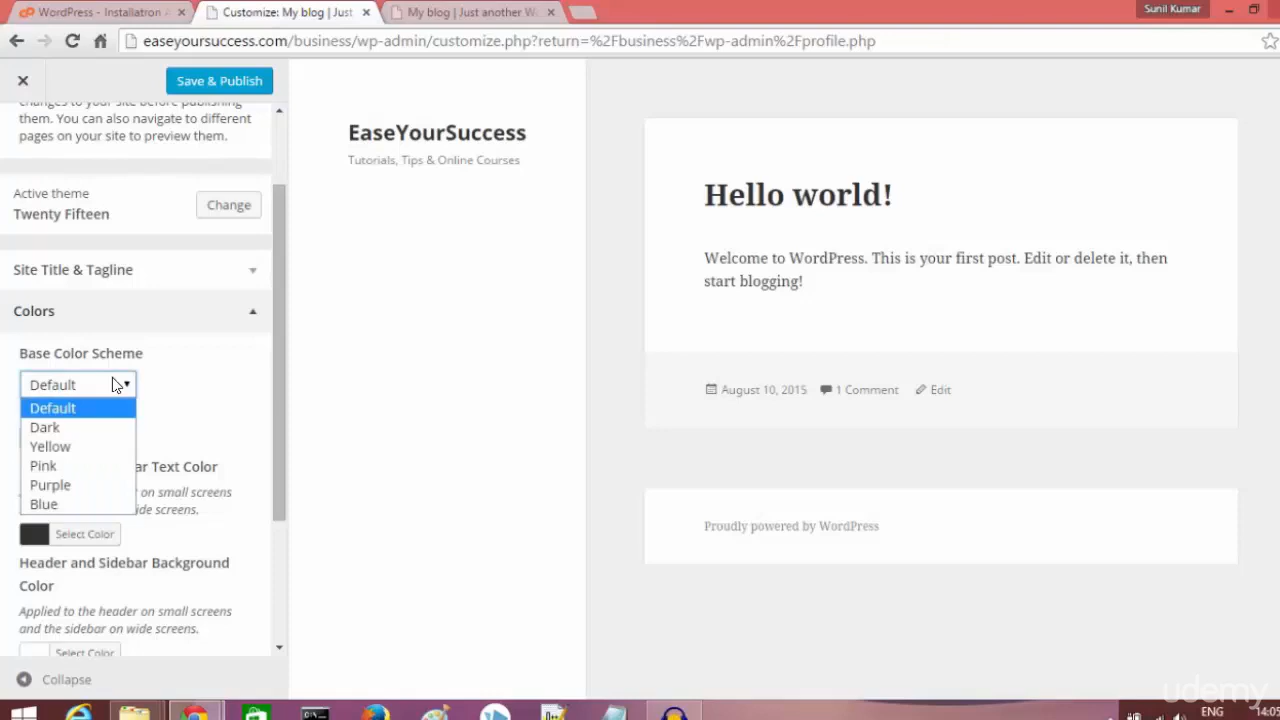 WordPress - Installatron A
Customize: My blog | Just
My blog | Just another W
Sunil Kumar
easeyoursuccess.com/business/wp-admin/customize.php?return=%2Fbusiness%2Fwp-admin%2Fprofile.php
Save & Publish
changes to your site before publishing
them. You can also navigate to different
pages on your site to preview them.
Active theme
Twenty Fifteen
Change
Site Title & Tagline
Colors
Base Color Scheme
Default
Default
Dark
Yellow
Pink
Purple
Blue
ar Text Color
on small screens
ide screens.
Select Color
Header and Sidebar Background
Color
Applied to the header on small screens
and the sidebar on wide screens.
Select Color
Collapse
EaseYourSuccess
Tutorials, Tips & Online Courses
Hello world!
Welcome to WordPress. This is your first post. Edit or delete it, then
start blogging!
August 10, 2015 1 Comment Edit
Proudly powered by WordPress
udemy
ENG
14:05